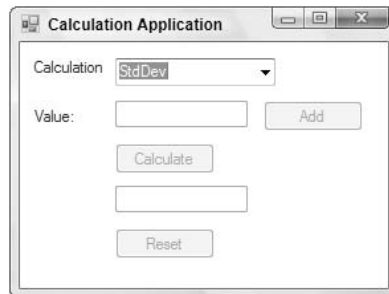 Calculation Application
Calculation StdDev
Value: Add
Calculate
Reset